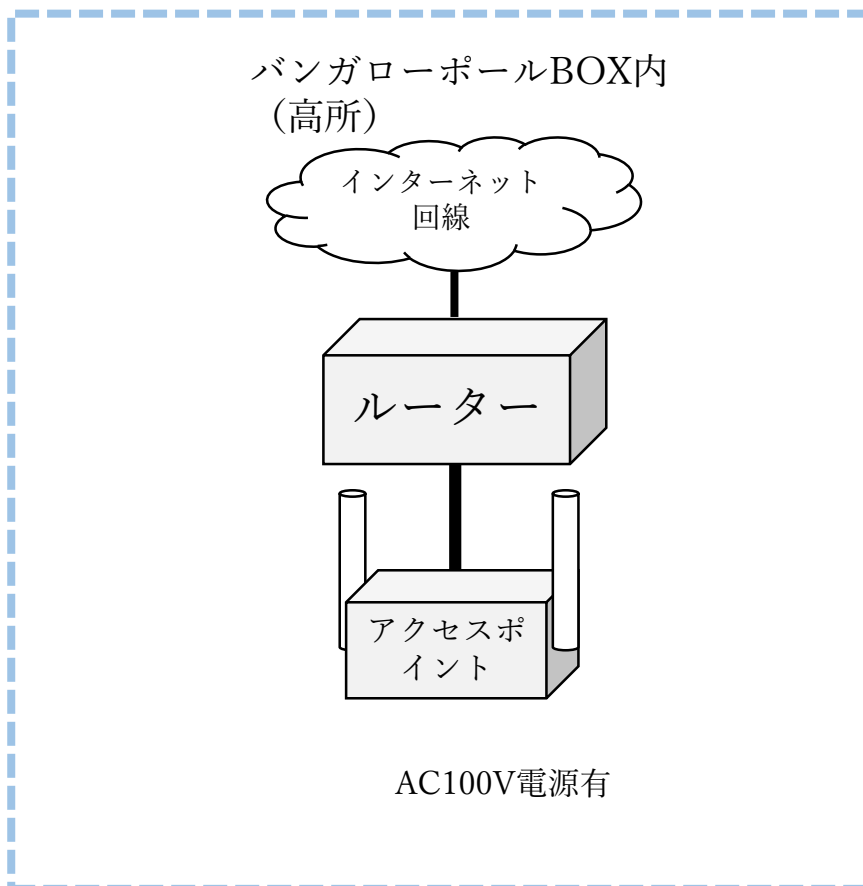 バンガローポールBOX内
（高所）
インターネット
回線
ルーター
アクセスポ
イント
AC100V電源有